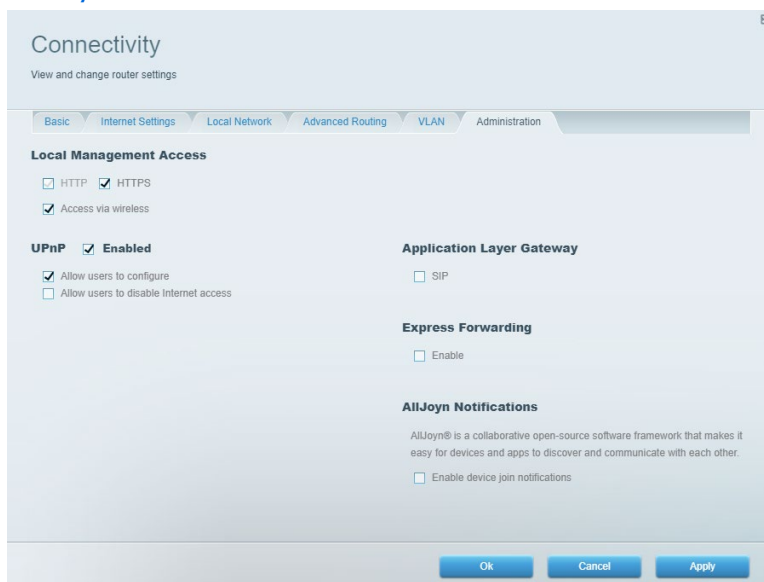 Connectivity
View and change router settings
Basic
Internet Settings
Local Network
Advanced Routing
VLAN
Administration
Local Management Access
HTTP
HTTPS
Access via wireless
UPnP
Enabled
Allow users to configure
Allow users to disable Internet access
Application Layer Gateway
SIP
Express Forwarding
Enable
AllJoyn Notifications
AllJoyn® is a collaborative open-source software framework that makes it
easy for devices and apps to discover and communicate with each other.
Enable device join notifications
Ok
Cancel
Apply